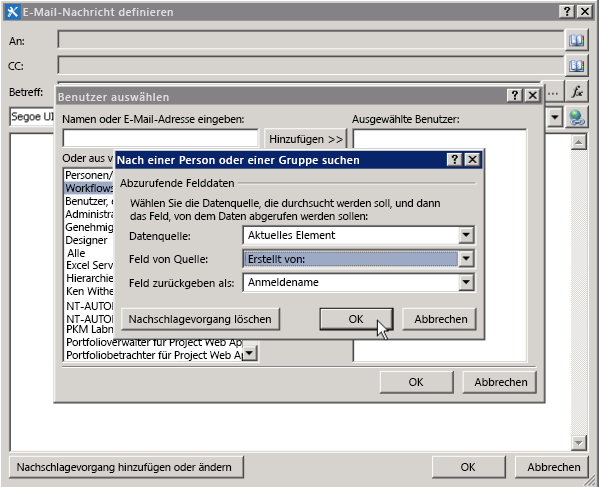 E-Mail-Nachricht definieren
An:
CC:
Betreff:
... fx
Benutzer auswählen
Segoe UI
Namen oder E-Mail-Adresse eingeben:
Ausgewählte Benutzer:
Hinzufügen >>
Oder aus v
Nach einer Person oder einer Gruppe suchen
Personen/
Workflows
Benutzer,
Administra
Genehmig
Designer
Alle
Excel Serv
Hierarchie
Ken Withe
NT-AUTO
NT-AUTO
PKM Labm
Portfolioverwalter für Project Web Ap
Portfoliobetrachter für Project Web Ap
Abzurufende Felddaten
Wählen Sie die Datenquelle, die durchsucht werden soll, und dann
das Feld, von dem Daten abgerufen werden sollen:
Datenquelle: Aktuelles Element
Feld von Quelle: Erstellt von:
Feld zurückgeben als: Anmeldename
Nachschlagevorgang löschen OK Abbrechen
OK Abbrechen
Nachschlagevorgang hinzufügen oder ändern OK Abbrechen